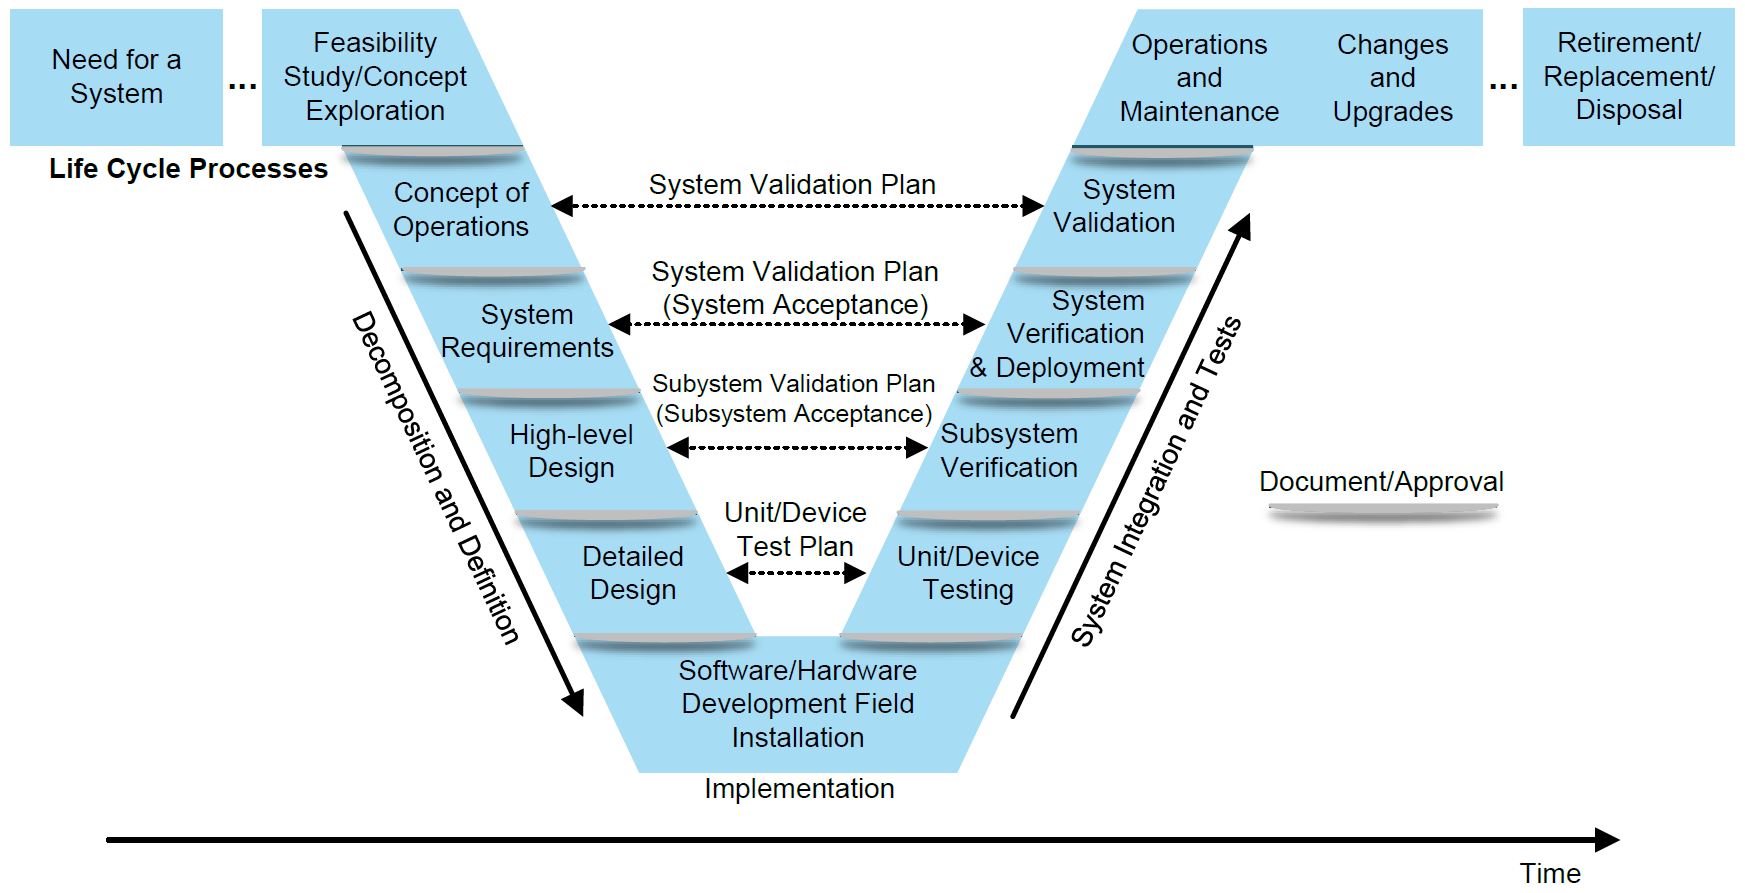 Need for a
System
...
Feasibility
Study/Concept
Exploration
Operations
and
Maintenance
Changes
and
Upgrades
...
Retirement/
Replacement/
Disposal
Life Cycle Processes
Concept of
Operations
System Validation Plan
System
Validation
System
Requirements
System Validation Plan
(System Acceptance)
System
Verification
& Deployment
High-level
Design
Subystem Validation Plan
(Subsystem Acceptance)
Subsystem
Verification
Detailed
Design
Unit/Device
Test Plan
Unit/Device
Testing
Decomposition and Definition
System Integration and Tests
Document/Approval
Software/Hardware
Development Field
Installation
Implementation
Time